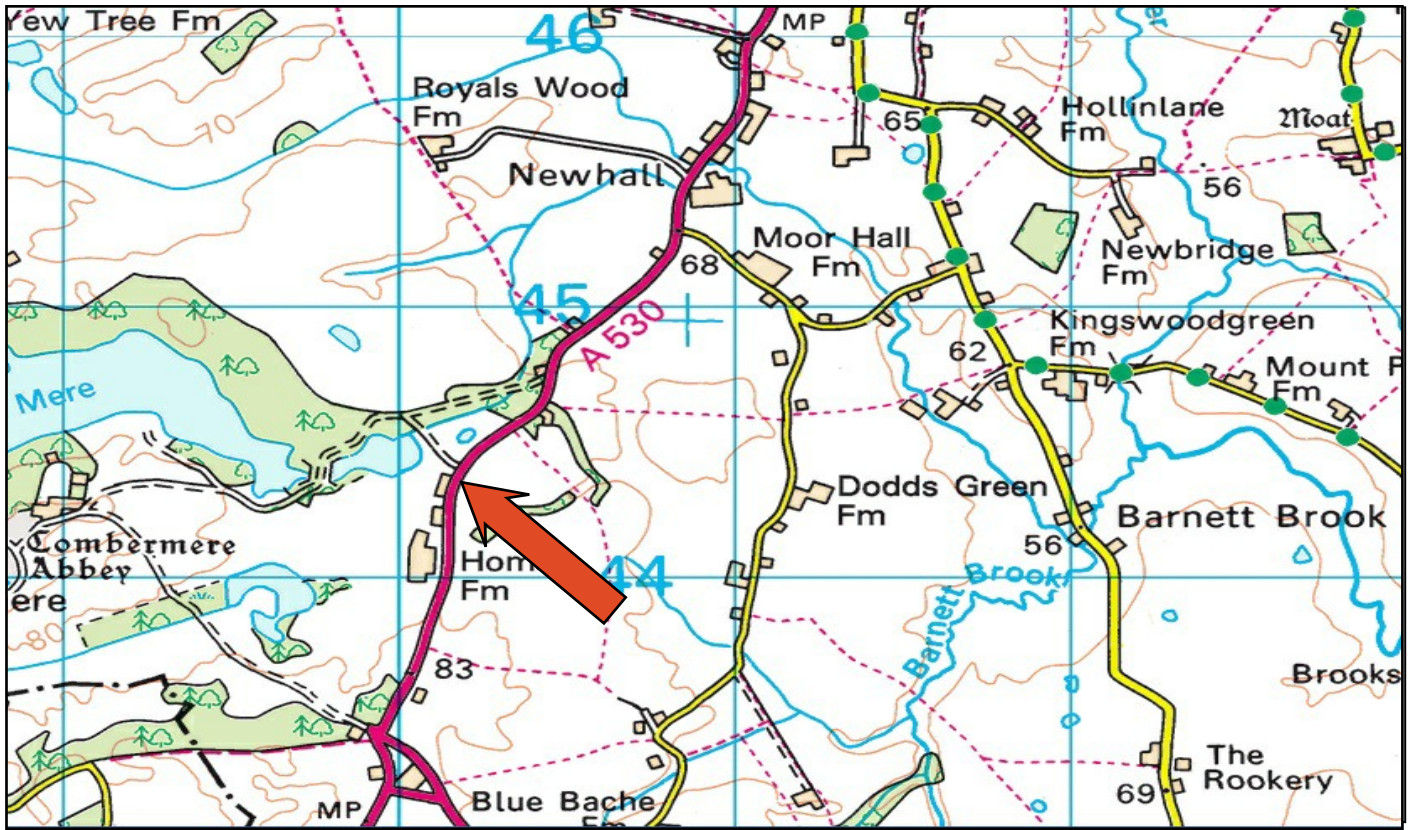 Yew Tree Fm
46
MP
Royals Wood
Fm
70
65
Hollinlane
Fm
Moat
Newhall
56
Moor Hall
Fm
Newbridge
Fm
68
45
A 530
Kingswoodgreen
Fm
62
Mount
Fm
Mere
Dodds Green
Fm
Barnett Brook
Combermere
Abbey
ere
56
Hom
Fm
44
Barnett Brook
80
83
Brooks
The
Rookery
69
MP
Blue Bache
Fm